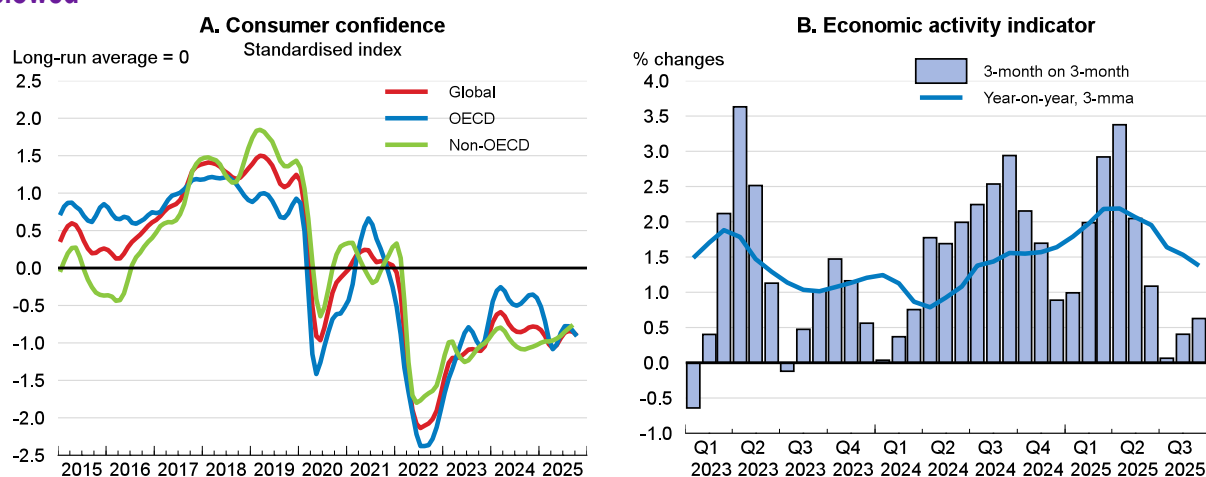 A. Consumer confidence
Standardised index
Long-run average = 0
2.5
2.0
1.5
1.0
0.5
0.0
-0.5
-1.0
-1.5
-2.0
-2.5
Global
OECD
Non-OECD
2015 2016 2017 2018 2019 2020 2021 2022 2023 2024 2025
B. Economic activity indicator
% changes
4.0
3.5
3.0
2.5
2.0
1.5
1.0
0.5
0.0
-0.5
-1.0
3-month on 3-month
Year-on-year, 3-mma
Q1 Q2 Q3 Q4 Q1 Q2 Q3 Q4 Q1 Q2 Q3
2023 2023 2023 2023 2024 2024 2024 2024 2025 2025 2025